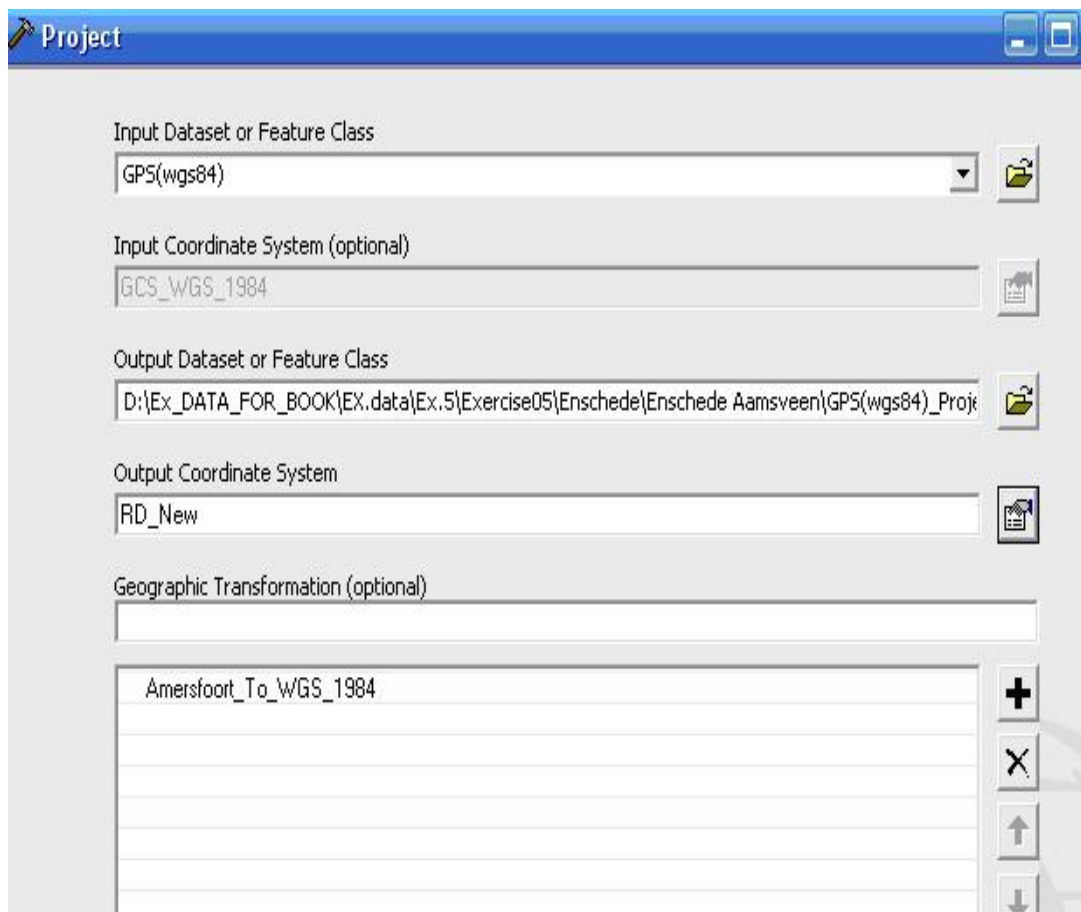 Project
Input Dataset or Feature Class
GPS(wgs84)
Input Coordinate System (optional)
GCS_WGS_1984
Output Dataset or Feature Class
D:\Ex_DATA_FOR_BOOK\EX.data\Ex.5\Exercise05\Enschede\Enschede Aamsveen\GPS(wgs84)_Proje
Output Coordinate System
RD_New
Geographic Transformation (optional)
Amersfoort_To_WGS_1984